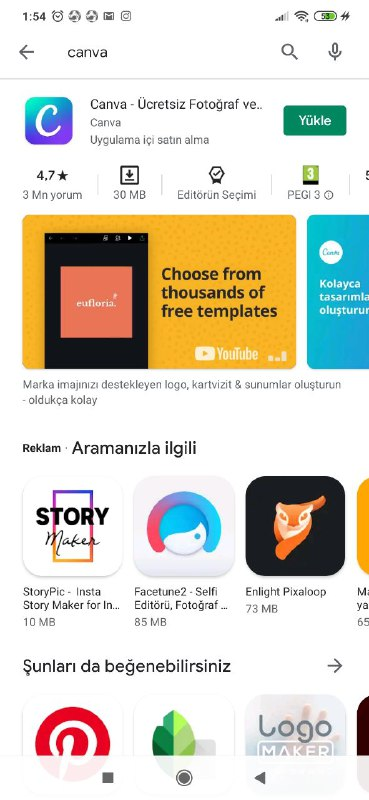 1:54
53
canva
C
Canva - Ücretsiz Fotoğraf ve..
Canva
Uygulama içi satın alma
Yükle
4,7★
3 Mn yorum
30 MB
Editörün Seçimi
3
PEGI 3
eufloria.
Choose from
thousands of
free templates
YouTube
Canva
Kolayca
tasarımla
oluşturun
Marka imajınızı destekleyen logo, kartvizit & sunumlar oluşturun
- oldukça kolay
Reklam · Aramanızla ilgili
STORY
Maker
StoryPic - Insta
Story Maker for In...
10 MB
Facetune2 - Selfi
Editörü, Fotoğraf ...
85 MB
Enlight Pixaloop
73 MB
Ma
ya
65
Şunları da beğenebilirsiniz
Logo
MAKER